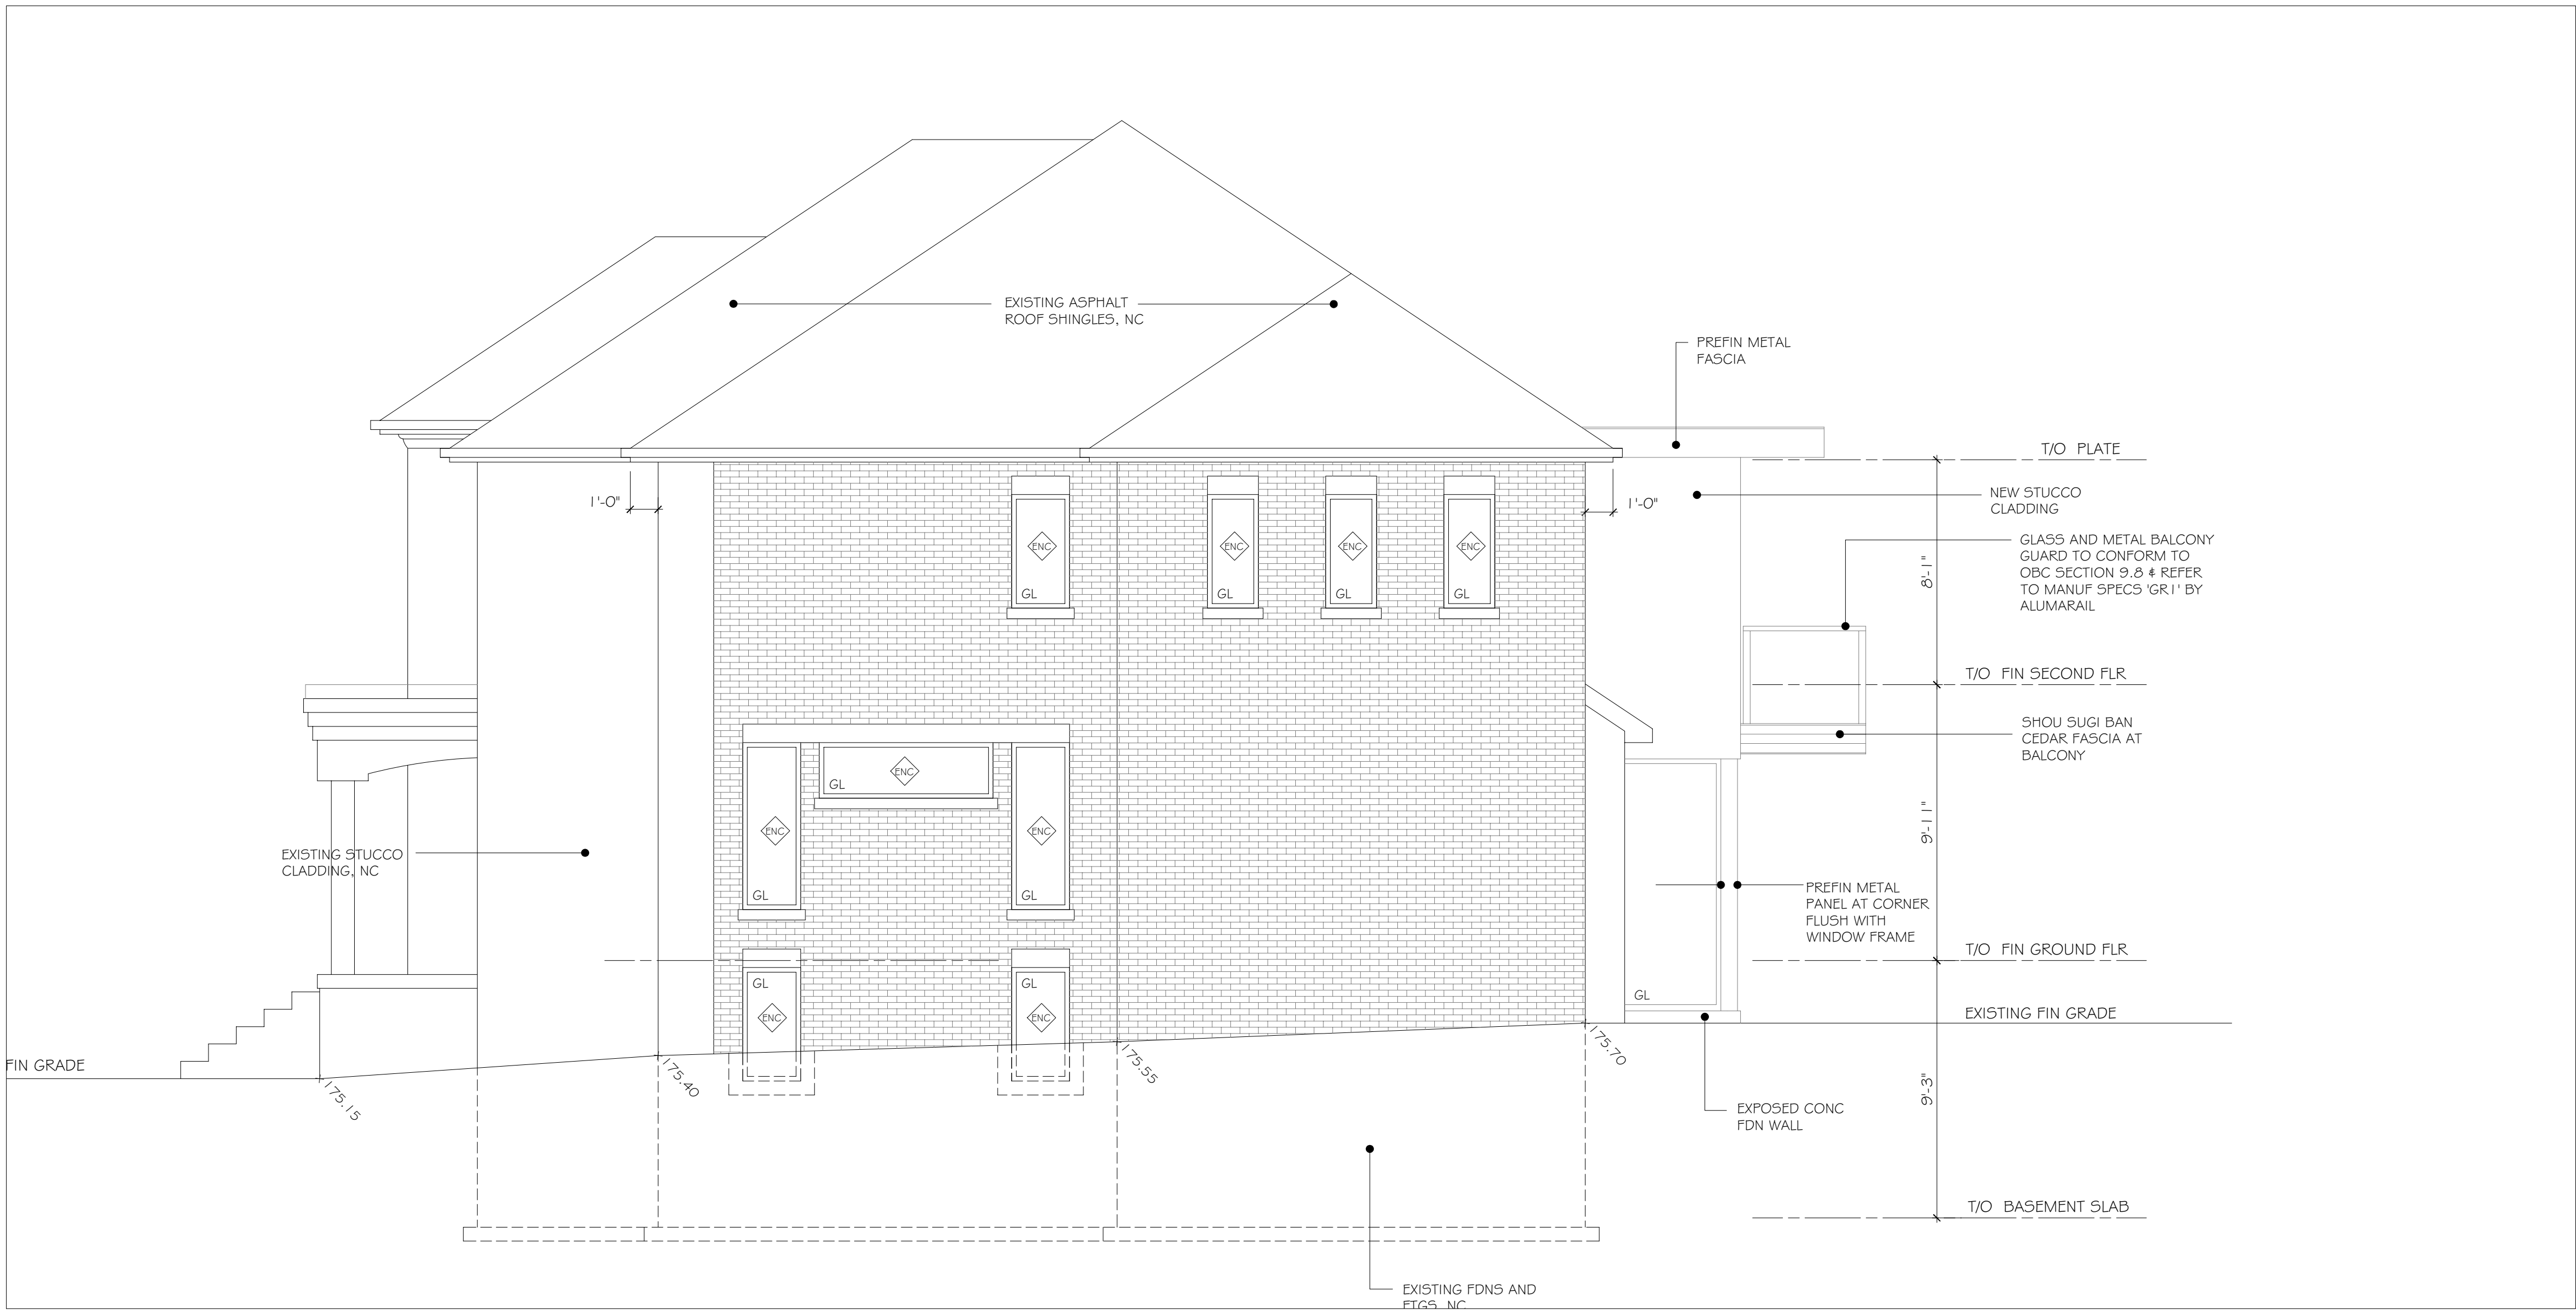 EXISTING ASPHALT
ROOF SHINGLES, NC
PREFIN METAL
FASCIA
T/O PLATE
NEW STUCCO
CLADDING
1'-0"
1'-0"
GLASS AND METAL BALCONY
GUARD TO CONFORM TO
OBC SECTION 9.8 & REFER
TO MANUF SPECS 'GR1' BY
ALUMARAIL
8'-1"
ENC
GL
ENC
GL
ENC
GL
ENC
GL
T/O FIN SECOND FLR
SHOU SUGI BAN
CEDAR FASCIA AT
BALCONY
ENC
GL
ENC
GL
ENC
GL
9'-11"
EXISTING STUCCO
CLADDING, NC
PREFIN METAL
PANEL AT CORNER
FLUSH WITH
WINDOW FRAME
T/O FIN GROUND FLR
GL
ENC
GL
ENC
GL
EXISTING FIN GRADE
FIN GRADE
175.15
175.40
175.55
175.70
9'-3"
EXPOSED CONC
FDN WALL
T/O BASEMENT SLAB
EXISTING FDNS AND
FTGS, NC